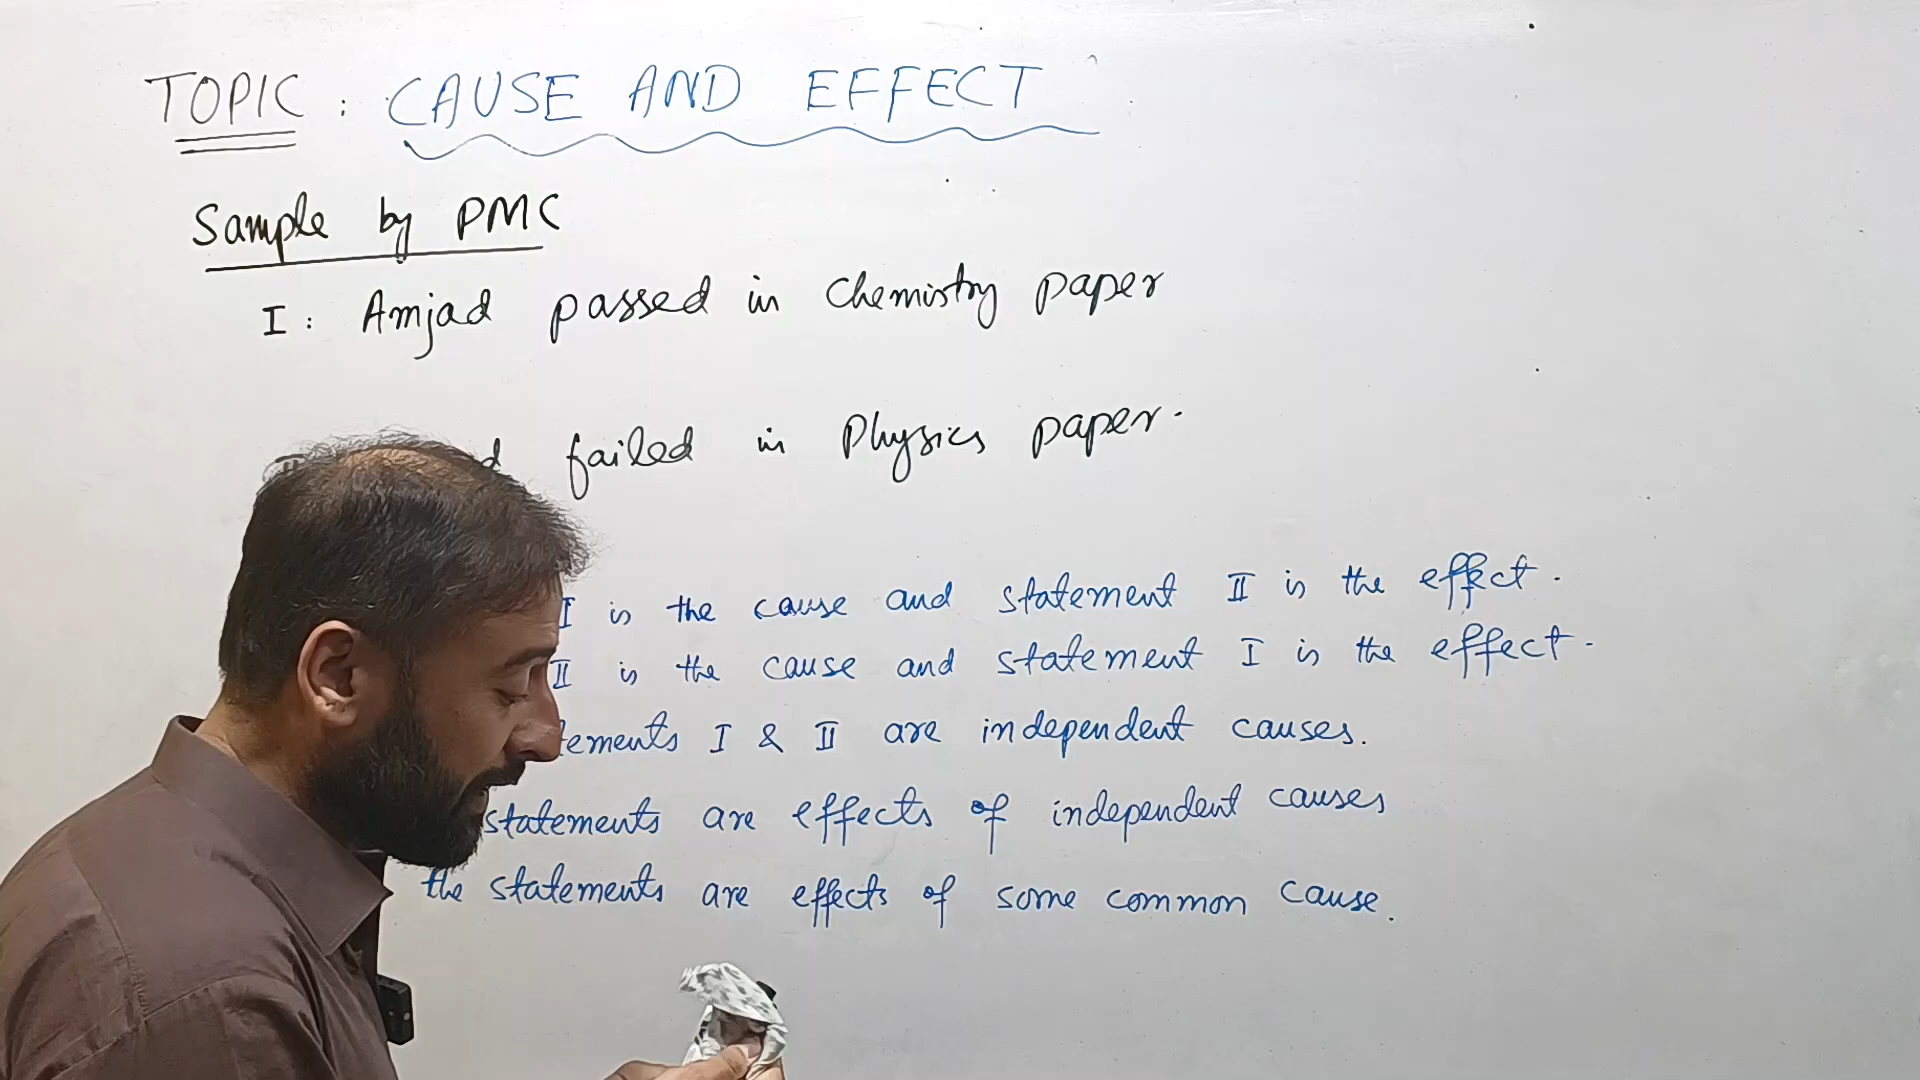 TOPIC : CAUSE AND EFFECT
Sample by PMC
I : Amjad passed in Chemistry paper
failed in Physics paper.
I is the cause and statement II is the effect.
II is the cause and statement I is the effect.
tements I & II are independent causes.
statements are effects of independent causes
the statements are effects of some common cause.